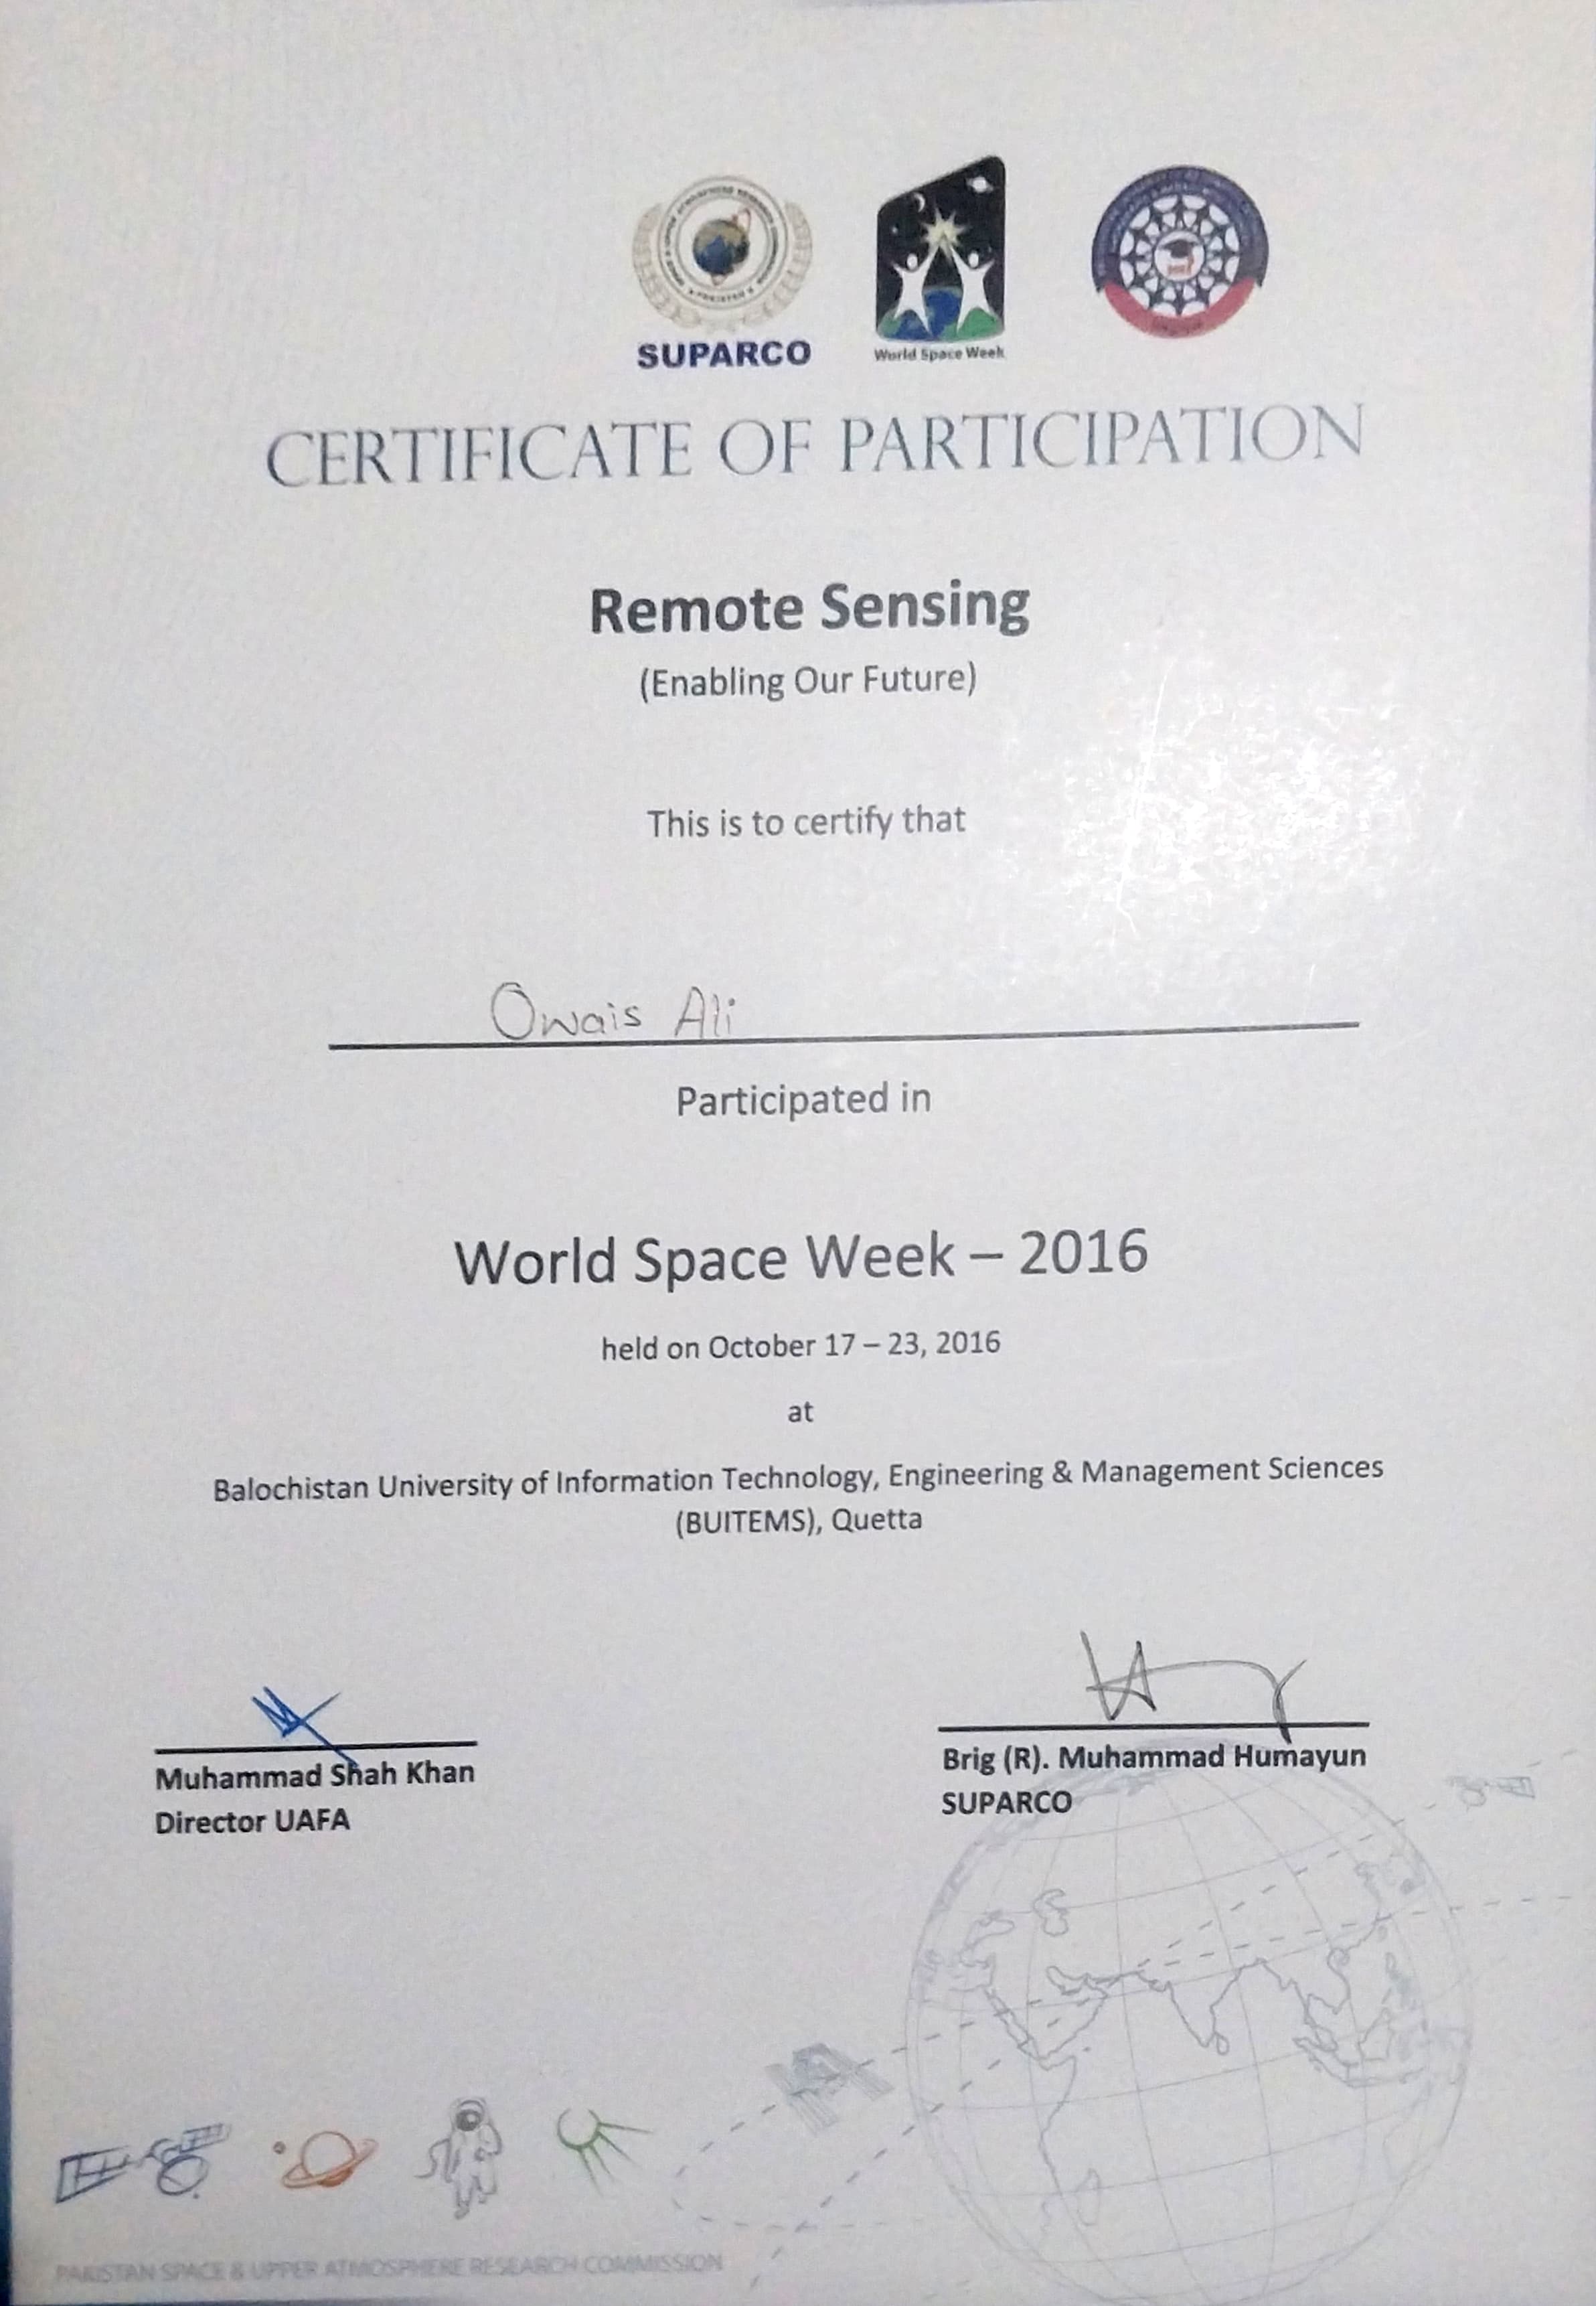 SUPARCO
World Space Week
CERTIFICATE OF PARTICIPATION
Remote Sensing
(Enabling Our Future)
This is to certify that
Owais Ali
Participated in
World Space Week – 2016
held on October 17 – 23, 2016
at
Balochistan University of Information Technology, Engineering & Management Sciences
(BUITEMS), Quetta
Muhammad Shah Khan
Director UAFA
Brig (R). Muhammad Humayun
SUPARCO
PAKISTAN SPACE & UPPER ATMOSPHERE RESEARCH COMMISSION